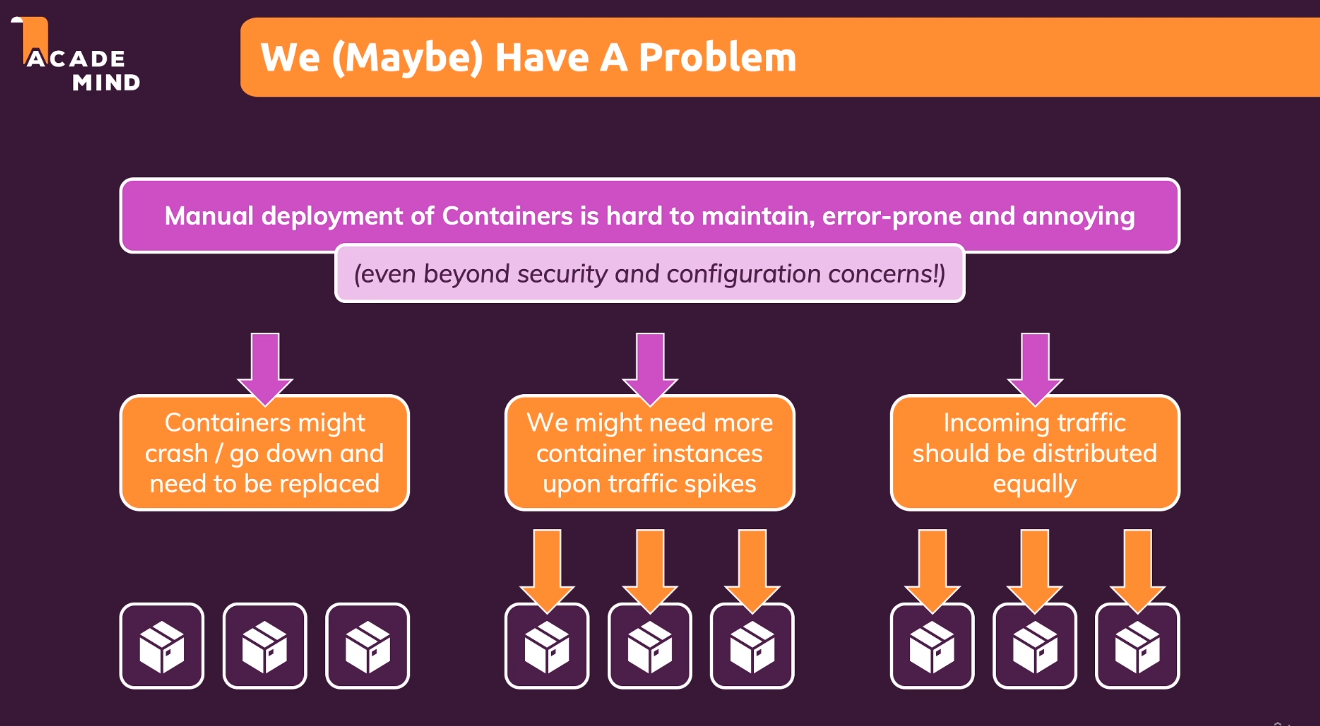 ACADE
MIND
We (Maybe) Have A Problem
Manual deployment of Containers is hard to maintain, error-prone and annoying
(even beyond security and configuration concerns!)
Containers might
crash / go down and
need to be replaced
We might need more
container instances
upon traffic spikes
Incoming traffic
should be distributed
equally